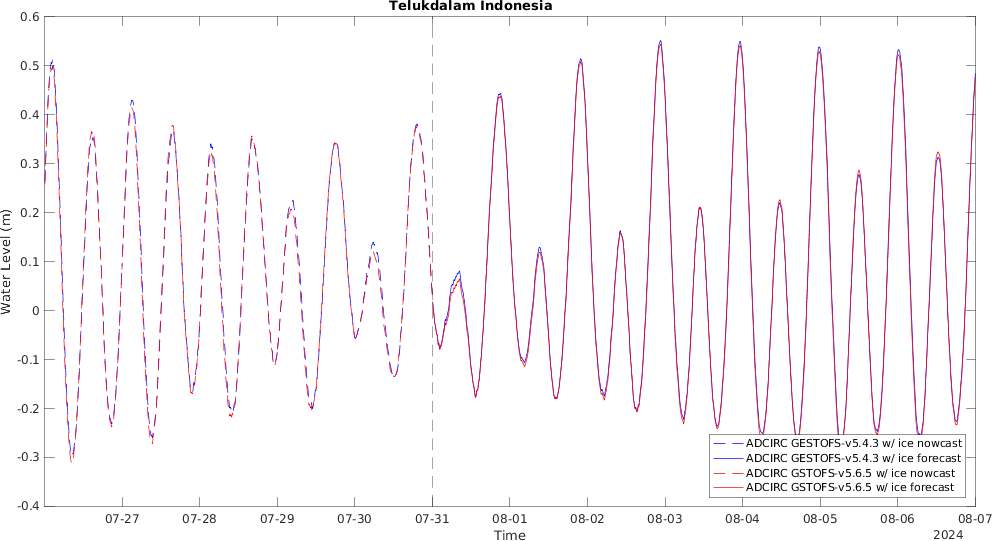 Telukdalam Indonesia
0.6
0.5
0.4
0.3
0.2
0.1
0
-0.1
-0.2
-0.3
-0.4
Water Level (m)
ADCIRC GESTOFS-v5.4.3 w/ ice nowcast
ADCIRC GESTOFS-v5.4.3 w/ ice forecast
ADCIRC GSTOFS-v5.6.5 w/ ice nowcast
ADCIRC GSTOFS-v5.6.5 w/ ice forecast
07-27 07-28 07-29 07-30 07-31 08-01 08-02 08-03 08-04 08-05 08-06 08-07
Time
2024